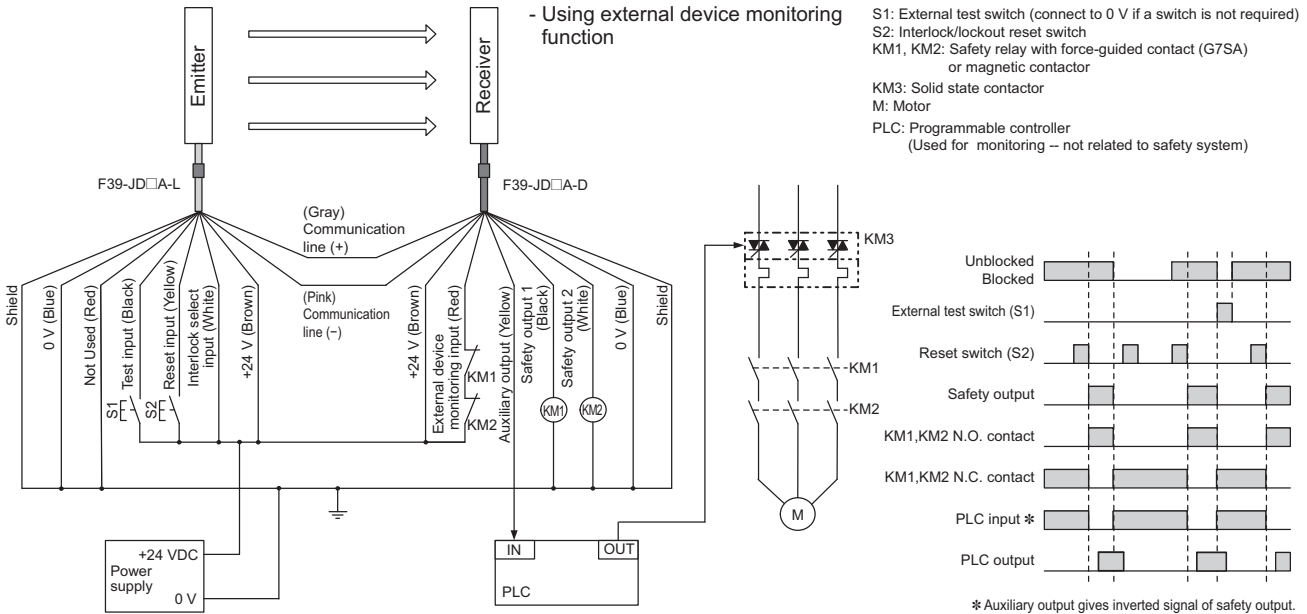 - Using external device monitoring
function
S1: External test switch (connect to 0 V if a switch is not required)
S2: Interlock/lockout reset switch
KM1, KM2: Safety relay with force-guided contact (G7SA)
or magnetic contactor
KM3: Solid state contactor
M: Motor
PLC: Programmable controller
(Used for monitoring -- not related to safety system)
Emitter
Receiver
F39-JD□A-L
F39-JD□A-D
(Gray)
Communication
line (+)
(Pink)
Communication
line (−)
Shield
0 V (Blue)
Not Used (Red)
Test input (Black)
Reset input (Yellow)
Interlock select
input (White)
+24 V (Brown)
S1
S2
+24 V (Brown)
External device
monitoring input (Red)
KM1
KM2
Auxiliary output (Yellow)
Safety output 1
(Black)
Safety output 2
(White)
0 V (Blue)
Shield
KM1
KM2
+24 VDC
Power
supply
0 V
IN
OUT
PLC
KM3
KM1
KM2
M
Unblocked
Blocked
External test switch (S1)
Reset switch (S2)
Safety output
KM1,KM2 N.O. contact
KM1,KM2 N.C. contact
PLC input *
PLC output
* Auxiliary output gives inverted signal of safety output.